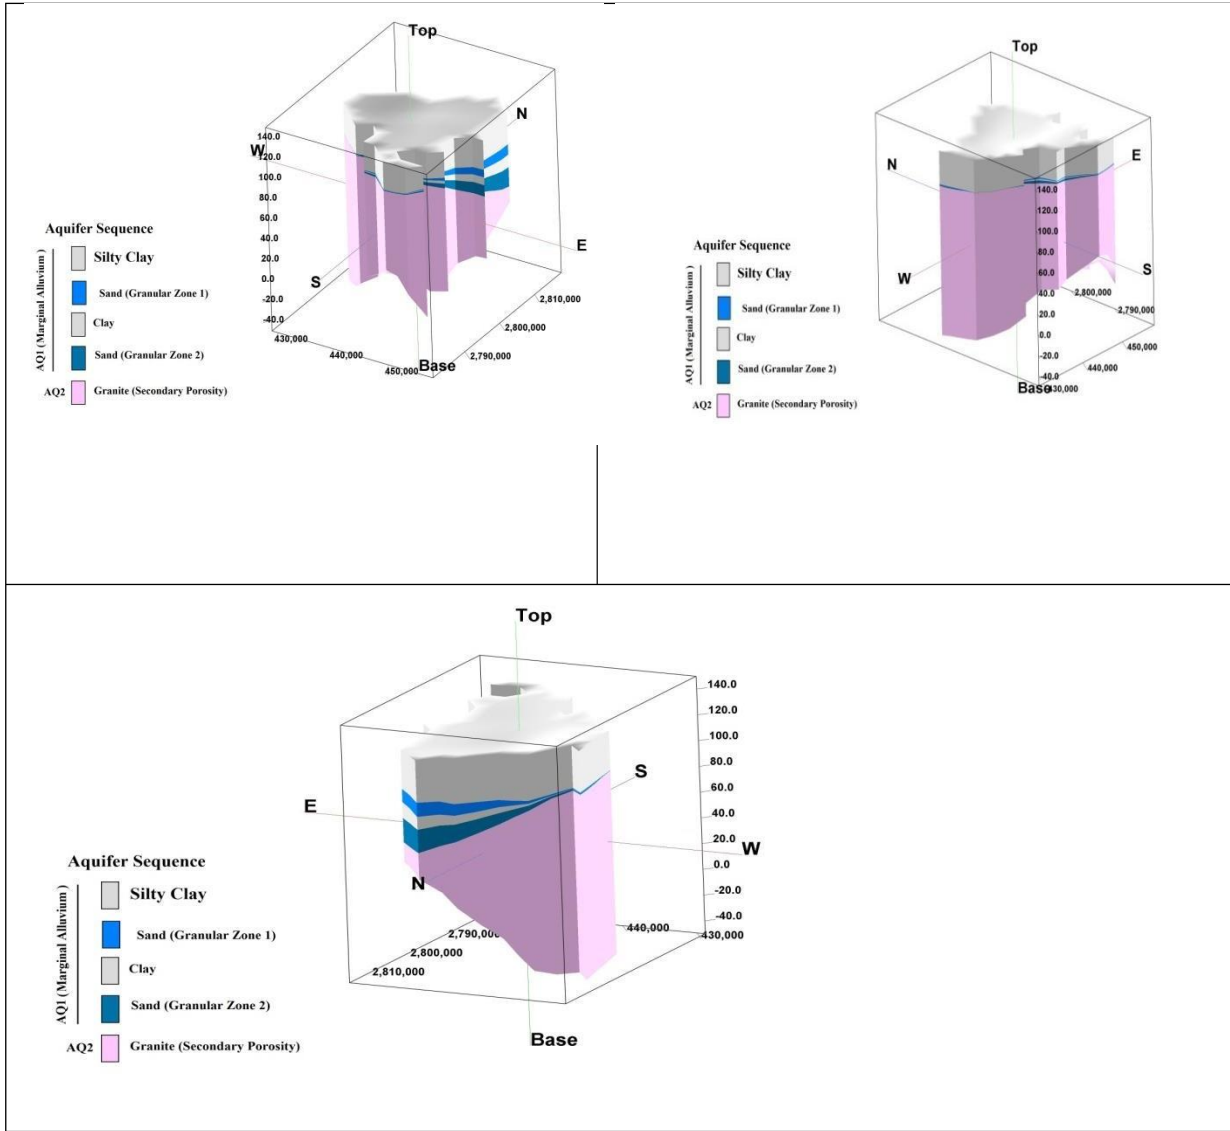 Top
N
W
E
S
Base
140.0
120.0
100.0
80.0
60.0
40.0
20.0
0.0
-20.0
-40.0
430,000
440,000
450,000
2,790,000
2,800,000
2,810,000
Aquifer Sequence
AQ1 ( Marginal Alluvium )
Silty Clay
Sand (Granular Zone 1)
Clay
Sand (Granular Zone 2)
AQ2 Granite (Secondary Porosity)
Top
N
E
W
S
Base
140.0
120.0
100.0
80.0
60.0
40.0
20.0
0.0
-20.0
-40.0
430,000
440,000
450,000
2,800,000
2,790,000
Aquifer Sequence
AQ1 ( Marginal Alluvium )
Silty Clay
Sand (Granular Zone 1)
Clay
Sand (Granular Zone 2)
AQ2 Granite (Secondary Porosity)
Top
S
E
W
N
Base
140.0
120.0
100.0
80.0
60.0
40.0
20.0
0.0
-20.0
-40.0
430,000
440,000
2,790,000
2,800,000
2,810,000
Aquifer Sequence
AQ1 ( Marginal Alluvium )
Silty Clay
Sand (Granular Zone 1)
Clay
Sand (Granular Zone 2)
AQ2 Granite (Secondary Porosity)